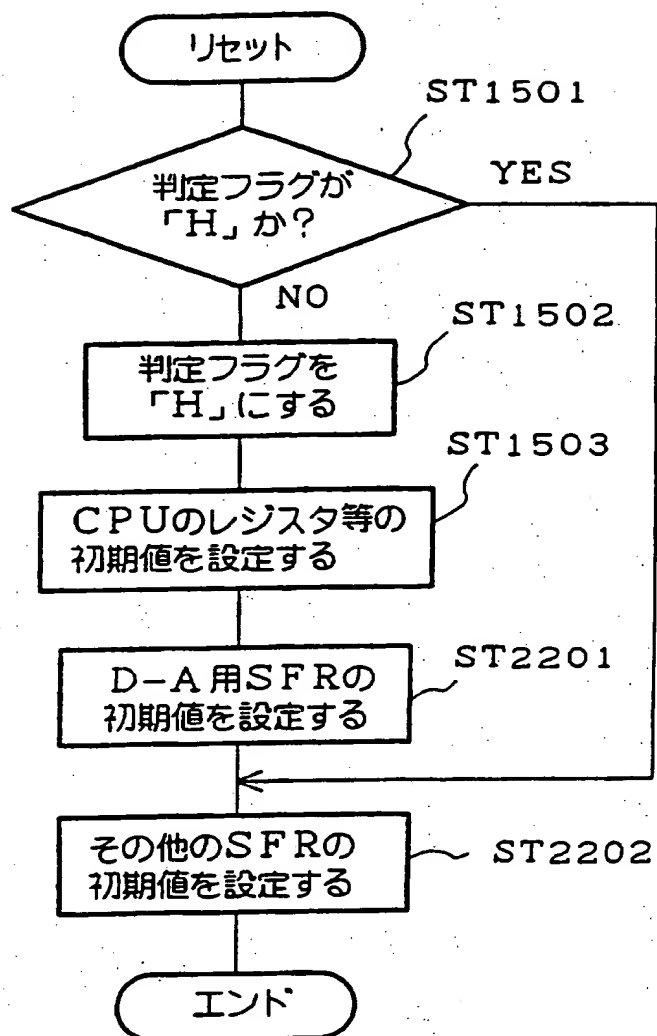 リセット
ST1501
判定フラグが
「H」か?
YES
NO
ST1502
判定フラグを
「H」にする
ST1503
CPUのレジスタ等の
初期値を設定する
ST2201
D-A用SFRの
初期値を設定する
その他のSFRの
初期値を設定する
ST2202
エンド